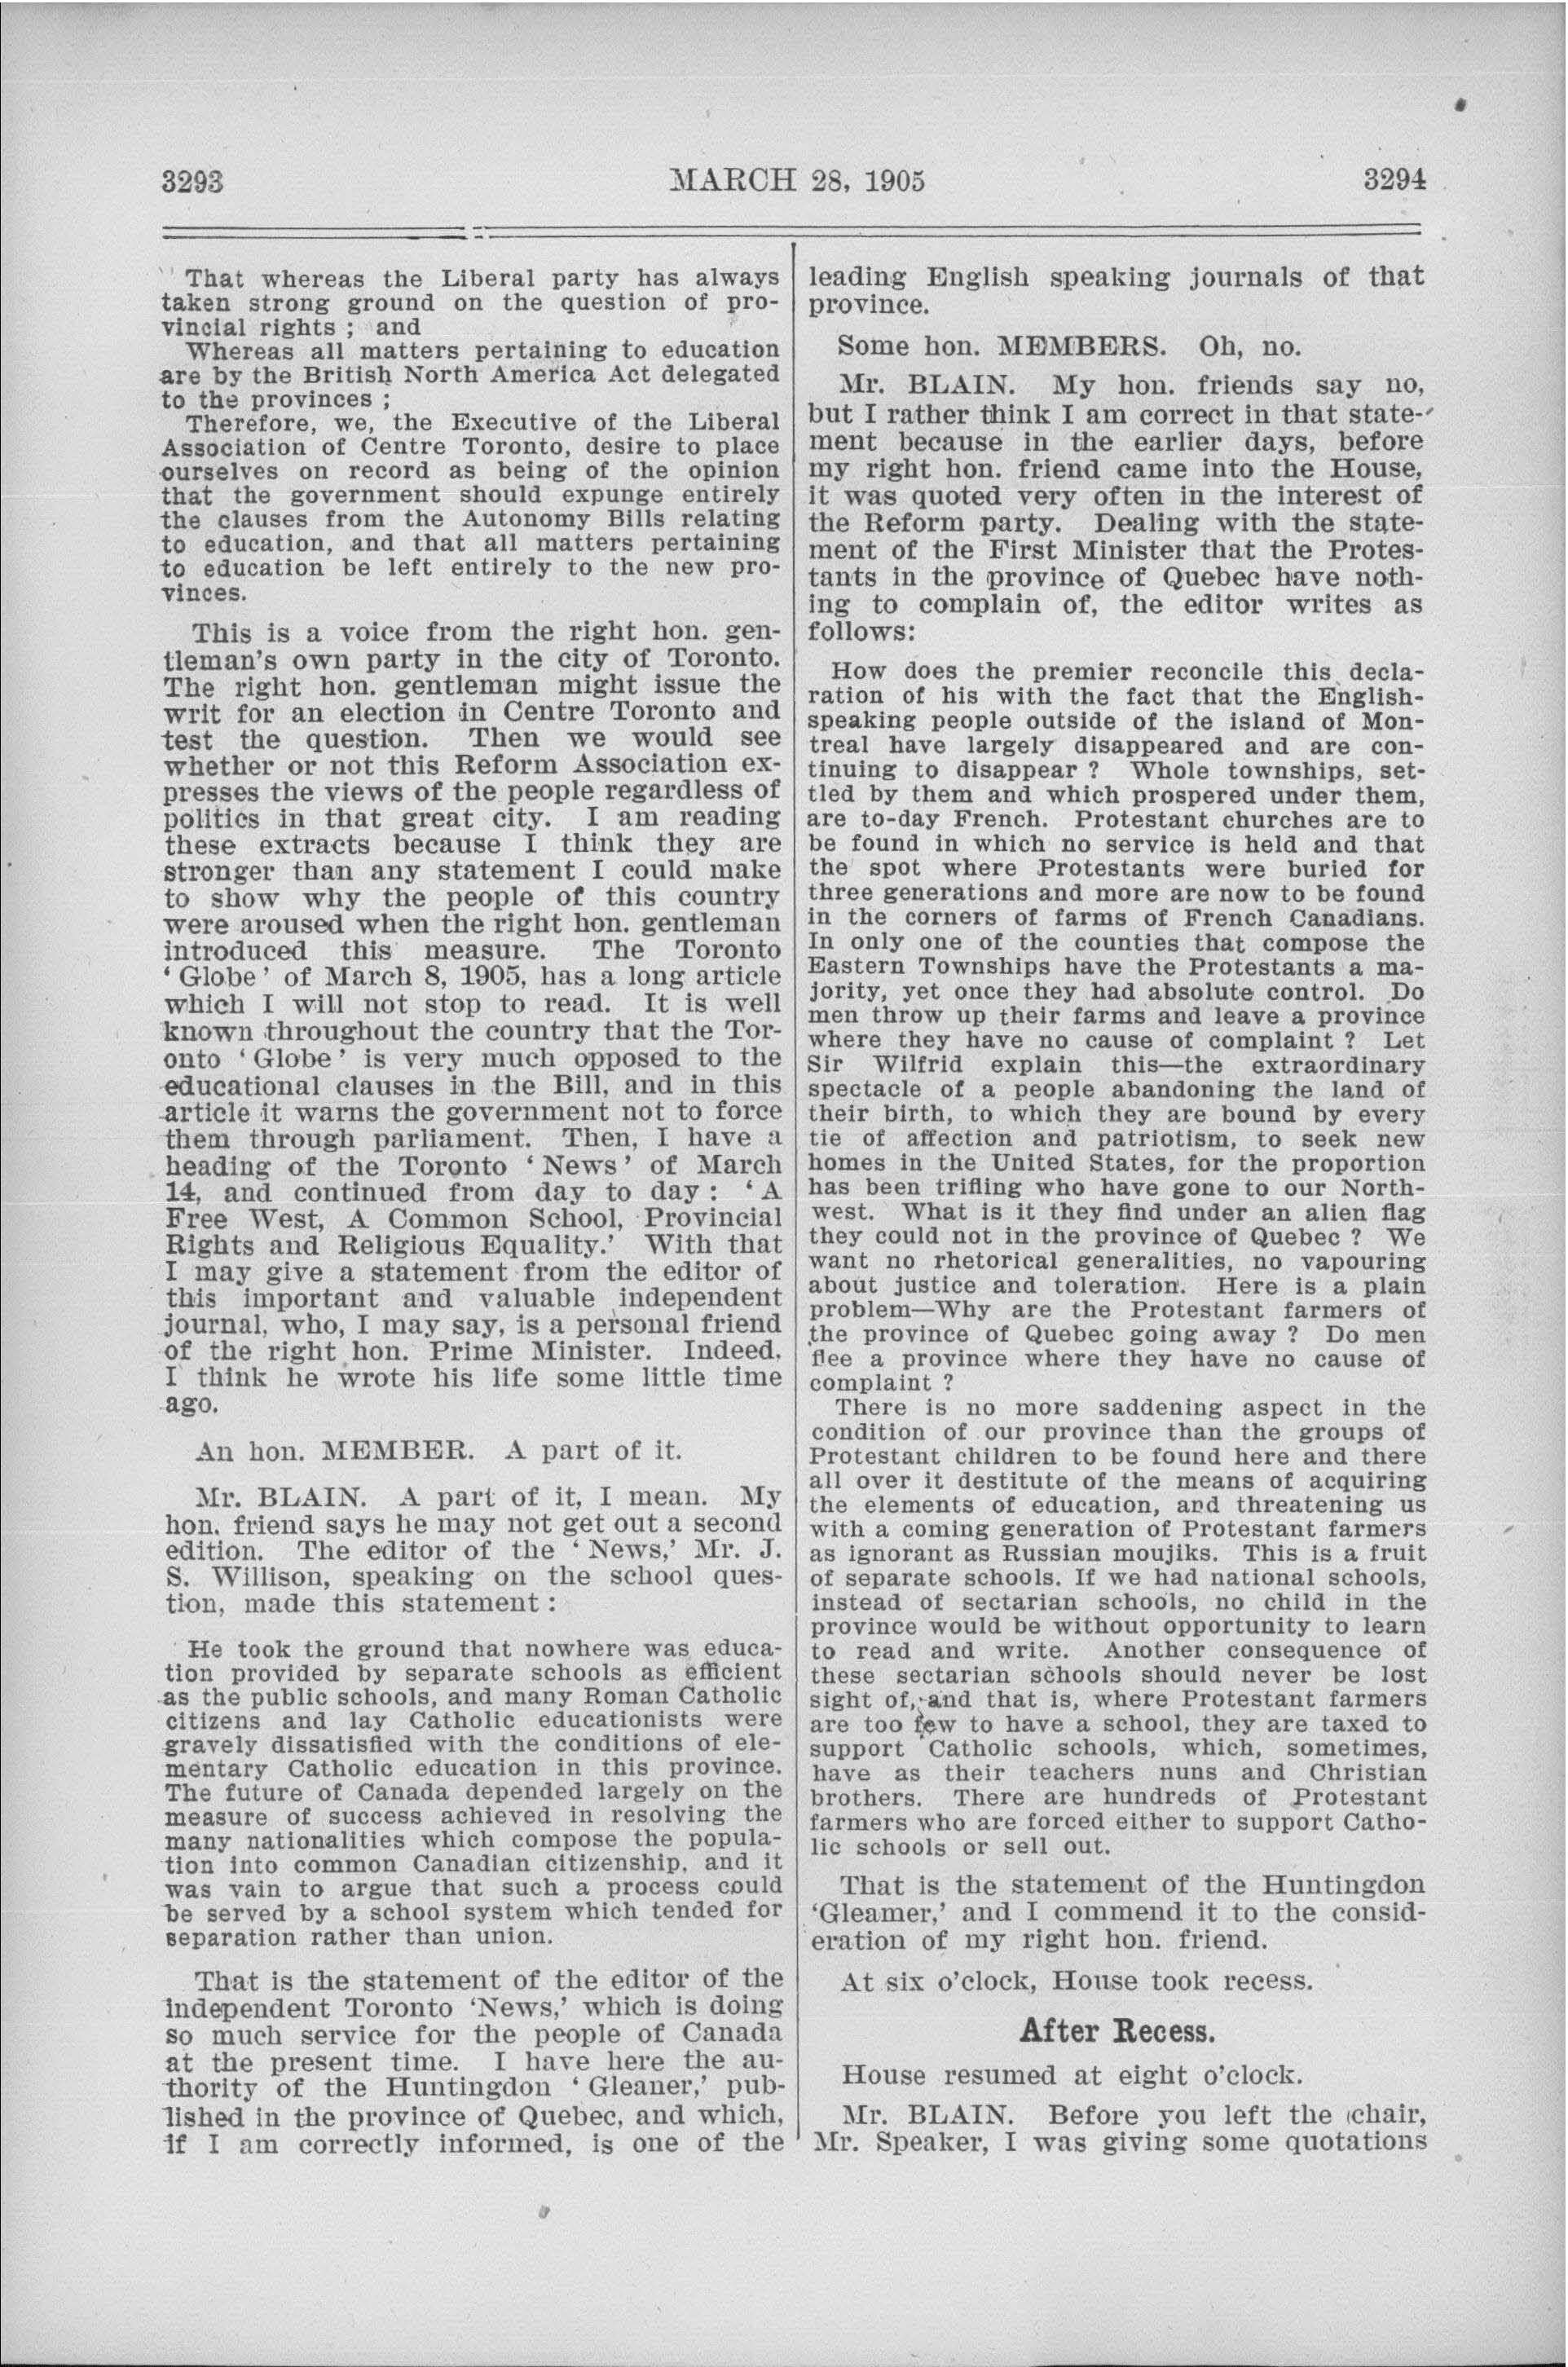 3293
MARCH 28, 1905
3294
That whereas the Liberal party has always
taken strong ground on the question of pro-
vincial rights ; and
Whereas all matters pertaining to education
are by the British North America Act delegated
to the provinces ;
Therefore, we, the Executive of the Liberal
Association of Centre Toronto, desire to place
ourselves on record as being of the opinion
that the government should expunge entirely
the clauses from the Autonomy Bills relating
to education, and that all matters pertaining
to education be left entirely to the new pro-
vinces.
This is a voice from the right hon. gen-
tleman's own party in the city of Toronto.
The right hon. gentleman might issue the
writ for an election in Centre Toronto and
test the question. Then we would see
whether or not this Reform Association ex-
presses the views of the people regardless of
politics in that great city. I am reading
these extracts because I think they are
stronger than any statement I could make
to show why the people of this country
were aroused when the right hon. gentleman
introduced this measure. The Toronto
'Globe' of March 8, 1905, has a long article
which I will not stop to read. It is well
known throughout the country that the Tor-
onto 'Globe' is very much opposed to the
educational clauses in the Bill, and in this
article it warns the government not to force
them through parliament. Then, I have a
heading of the Toronto 'News' of March
14, and continued from day to day : 'A
Free West, A Common School, Provincial
Rights and Religious Equality.' With that
I may give a statement from the editor of
this important and valuable independent
journal, who, I may say, is a personal friend
of the right hon. Prime Minister. Indeed,
I think he wrote his life some little time
ago.
An hon. MEMBER. A part of it.
Mr. BLAIN. A part of it, I mean. My
hon. friend says he may not get out a second
edition. The editor of the 'News,' Mr. J.
S. Willison, speaking on the school ques-
tion, made this statement :
He took the ground that nowhere was educa-
tion provided by separate schools as efficient
as the public schools, and many Roman Catholic
citizens and lay Catholic educationists were
gravely dissatisfied with the conditions of ele-
mentary Catholic education in this province.
The future of Canada depended largely on the
measure of success achieved in resolving the
many nationalities which compose the popula-
tion into common Canadian citizenship, and it
was vain to argue that such a process could
be served by a school system which tended for
separation rather than union.
That is the statement of the editor of the
independent Toronto 'News,' which is doing
so much service for the people of Canada
at the present time. I have here the au-
thority of the Huntingdon 'Gleaner,' pub-
lished in the province of Quebec, and which,
if I am correctly informed, is one of the
leading English speaking journals of that
province.
Some hon. MEMBERS. Oh, no.
Mr. BLAIN. My hon. friends say no,
but I rather think I am correct in that state-
ment because in the earlier days, before
my right hon. friend came into the House,
it was quoted very often in the interest of
the Reform party. Dealing with the state-
ment of the First Minister that the Protes-
tants in the province of Quebec have noth-
ing to complain of, the editor writes as
follows:
How does the premier reconcile this decla-
ration of his with the fact that the English-
speaking people outside of the island of Mon-
treal have largely disappeared and are con-
tinuing to disappear ? Whole townships, set-
tled by them and which prospered under them,
are to-day French. Protestant churches are to
be found in which no service is held and that
the spot where Protestants were buried for
three generations and more are now to be found
in the corners of farms of French Canadians.
In only one of the counties that compose the
Eastern Townships have the Protestants a ma-
jority, yet once they had absolute control. Do
men throw up their farms and leave a province
where they have no cause of complaint ? Let
Sir Wilfrid explain this—the extraordinary
spectacle of a people abandoning the land of
their birth, to which they are bound by every
tie of affection and patriotism, to seek new
homes in the United States, for the proportion
has been trifling who have gone to our North-
west. What is it they find under an alien flag
they could not in the province of Quebec ? We
want no rhetorical generalities, no vapouring
about justice and toleration. Here is a plain
problem—Why are the Protestant farmers of
the province of Quebec going away ? Do men
flee a province where they have no cause of
complaint ?
There is no more saddening aspect in the
condition of our province than the groups of
Protestant children to be found here and there
all over it destitute of the means of acquiring
the elements of education, and threatening us
with a coming generation of Protestant farmers
as ignorant as Russian moujiks. This is a fruit
of separate schools. If we had national schools,
instead of sectarian schools, no child in the
province would be without opportunity to learn
to read and write. Another consequence of
these sectarian schools should never be lost
sight of, and that is, where Protestant farmers
are too few to have a school, they are taxed to
support Catholic schools, which, sometimes,
have as their teachers nuns and Christian
brothers. There are hundreds of Protestant
farmers who are forced either to support Catho-
lic schools or sell out.
That is the statement of the Huntingdon
'Gleamer,' and I commend it to the consid-
eration of my right hon. friend.
At six o'clock, House took recess.
After Recess.
House resumed at eight o'clock.
Mr. BLAIN. Before you left the chair,
Mr. Speaker, I was giving some quotations